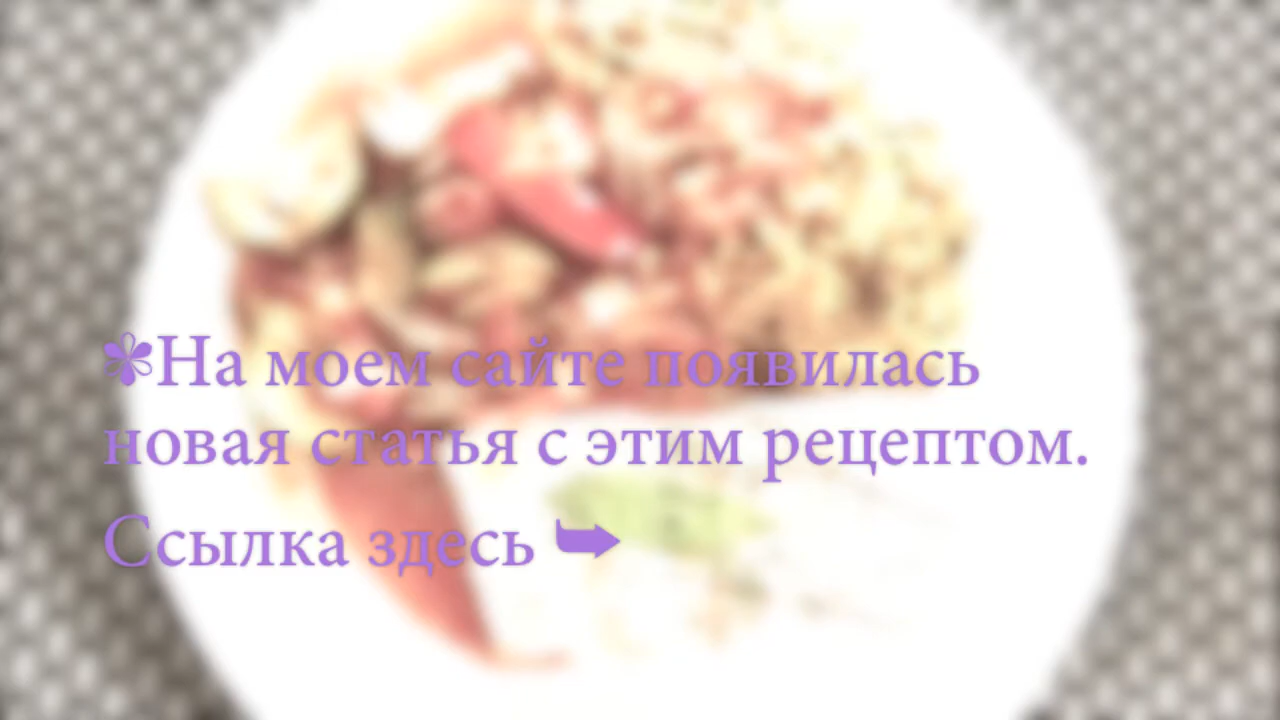 ✽На моем сайте появилась
новая статья с этим рецептом.
Ссылка здесь ➥